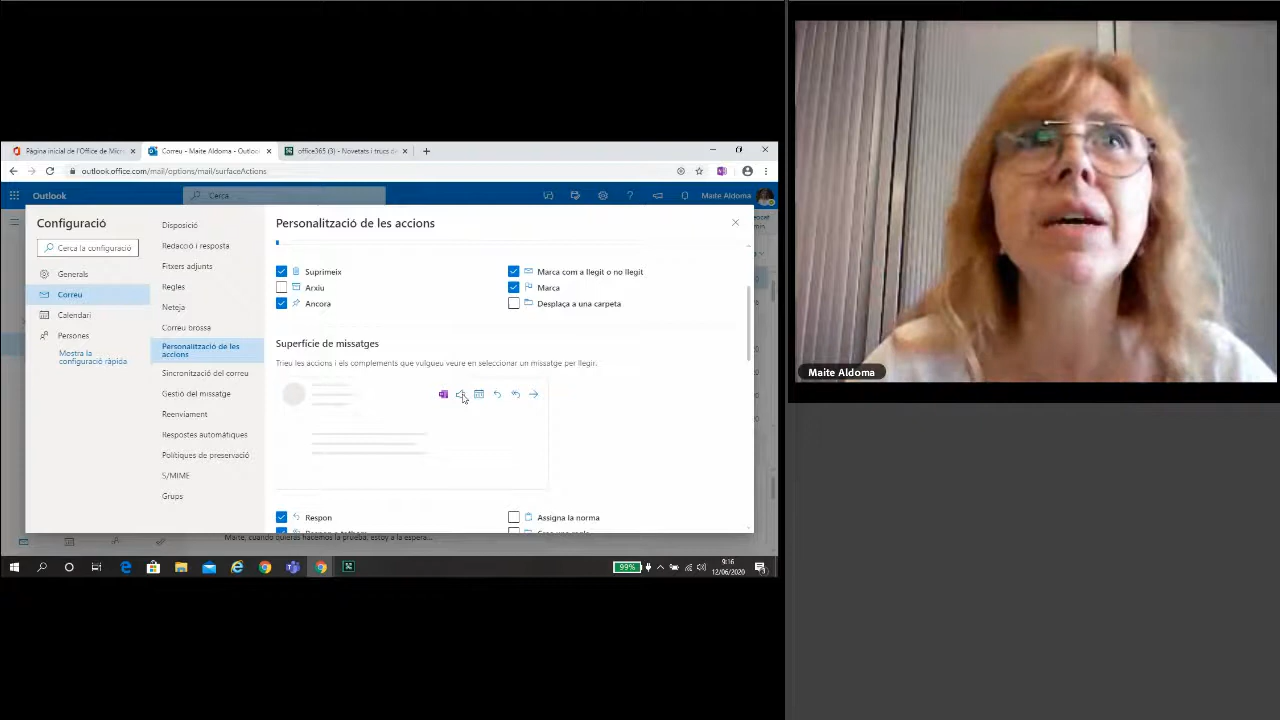 Página inicial de l'Office de Micr
Correu - Maite Aldoma - Outloo
office365 (3) - Novetats i trucs d
outlook.office.com/mail/options/mail/surfaceActions
Outlook
Cerca
Maite Aldoma
Configuració
Cerca la configuració
Generals
Correu
Calendari
Persones
Mostra la
configuració ràpida
Disposició
Redacció i resposta
Fitxers adjunts
Regles
Neteja
Correu brossa
Personalització de les
accions
Sincronització del correu
Gestió del missatge
Reenviament
Respostes automàtiques
Polítiques de preservació
S/MIME
Grups
Personalització de les accions
Suprimeix
Marca com a llegit o no llegit
Arxiu
Marca
Ancora
Desplaça a una carpeta
Superfície de missatges
Trieu les accions i els complements que vulgueu veure en seleccionar un missatge per llegir.
Respon
Assigna la norma
Maite, cuando quieras hacemos la prueba, estoy a la espera...
99%
9:16
12/06/2020
Maite Aldoma